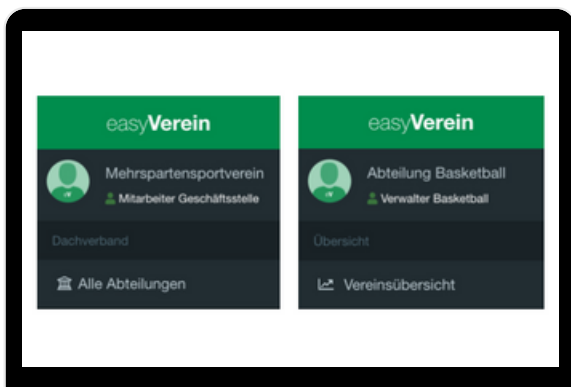 easyVerein
Mehrspartensportverein
Mitarbeiter Geschäftsstelle
Dachverband
Alle Abteilungen
easyVerein
Abteilung Basketball
Verwalter Basketball
Übersicht
Vereinsübersicht